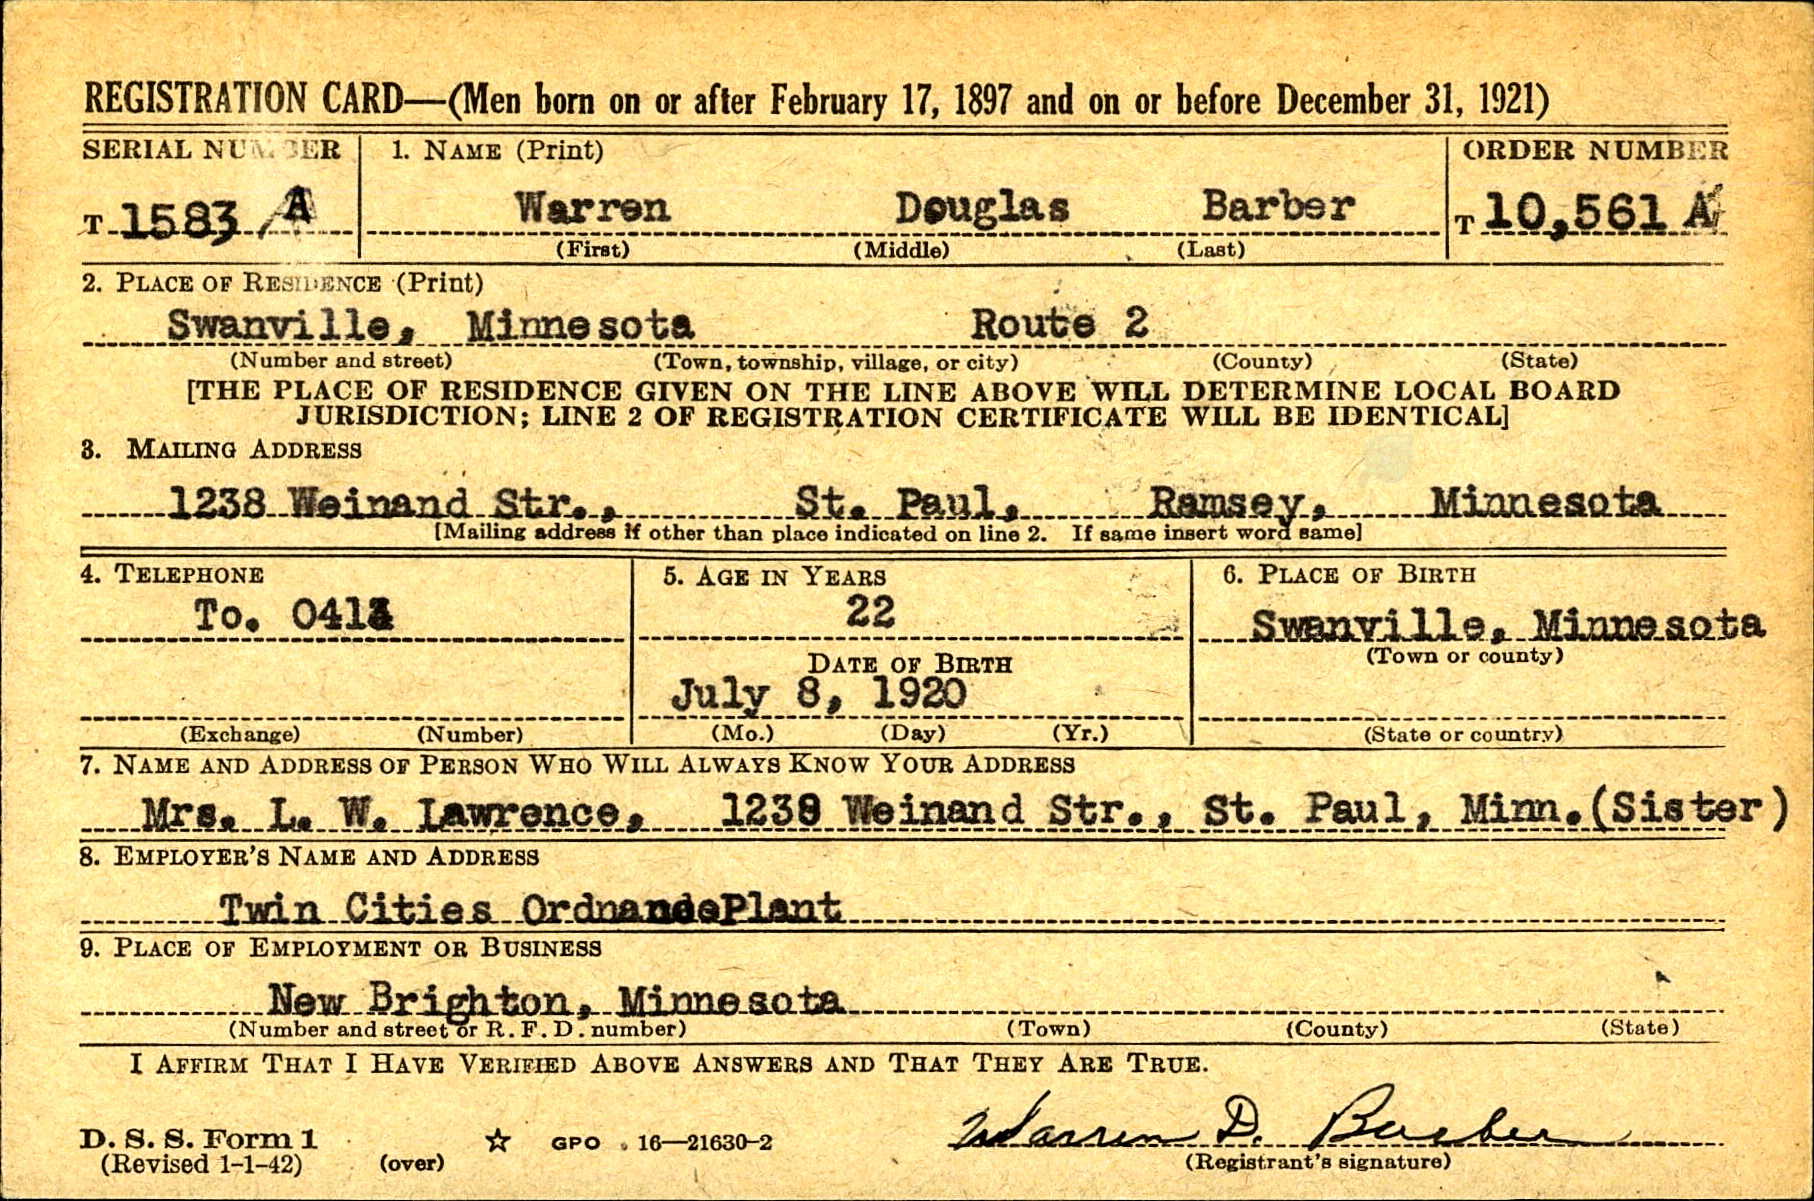 REGISTRATION CARD—(Men born on or after February 17, 1897 and on or before December 31, 1921)
SERIAL NUMBER 1. NAME (Print) ORDER NUMBER
T 1583 A Warren Douglas Barber T 10,561 A
(First) (Middle) (Last)
2. PLACE OF RESIDENCE (Print)
Swanville, Minnesota Route 2
(Number and street) (Town, township, village, or city) (County) (State)
[THE PLACE OF RESIDENCE GIVEN ON THE LINE ABOVE WILL DETERMINE LOCAL BOARD
JURISDICTION; LINE 2 OF REGISTRATION CERTIFICATE WILL BE IDENTICAL]
3. MAILING ADDRESS
1238 Weinand Str., St. Paul, Ramsey, Minnesota
[Mailing address if other than place indicated on line 2. If same insert word same]
4. TELEPHONE 5. AGE IN YEARS 6. PLACE OF BIRTH
To. 22 Swanville, Minnesota
(Town or county)
DATE OF BIRTH
July 8, 1920
(Exchange) (Number) (Mo.) (Day) (Yr.) (State or country)
7. NAME AND ADDRESS OF PERSON WHO WILL ALWAYS KNOW YOUR ADDRESS
Mrs. L. W. Lawrence, 1238 Weinand Str., St. Paul, Minn. (Sister)
8. EMPLOYER'S NAME AND ADDRESS
Twin Cities Ordnance Plant
9. PLACE OF EMPLOYMENT OR BUSINESS
New Brighton, Minnesota
(Number and street or R. F. D. number) (Town) (County) (State)
I AFFIRM THAT I HAVE VERIFIED ABOVE ANSWERS AND THAT THEY ARE TRUE.
Warren D. Barber
D. S. S. Form 1 ☆ GPO 16—21630-2
(Revised 1-1-42) (over) (Registrant's signature)